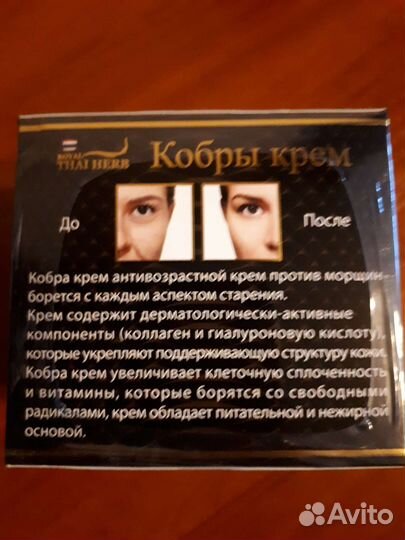 ROYAL
THAI HERB
Кобры крем
До
После
Кобра крем антивозрастной крем против морщин
борется с каждым аспектом старения.
Крем содержит дерматологически-активные
компоненты (коллаген и гиалуроновую кислоту),
которые укрепляют поддерживающую структуру кожи.
Кобра крем увеличивает клеточную сплоченность
и витамины, которые борятся со свободными
радикалами, крем обладает питательной и нежирной
основой.
Avito